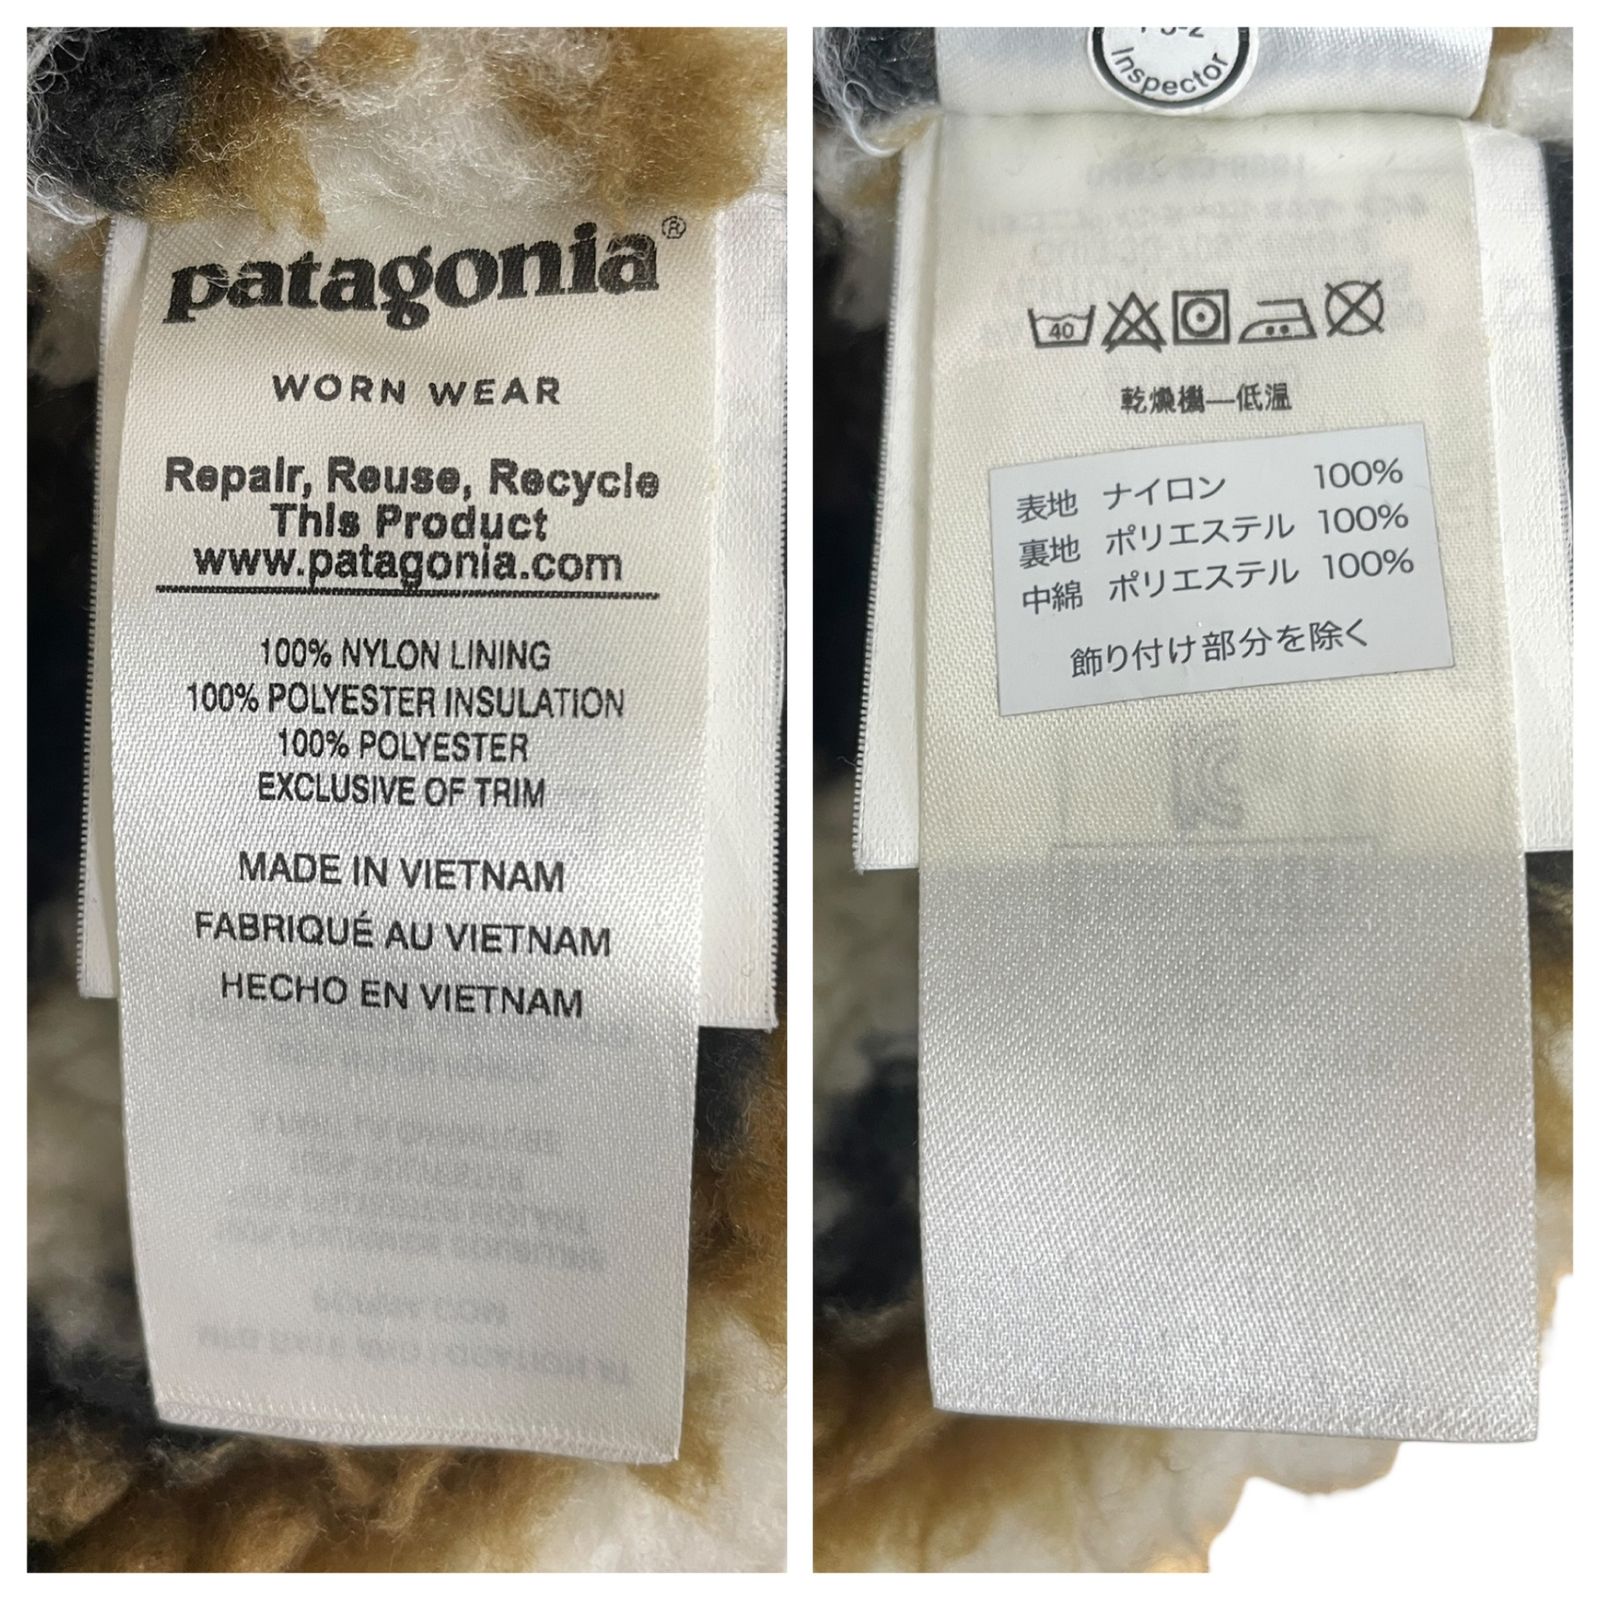 patagonia®
WORN WEAR
Repair, Reuse, Recycle
This Product
www.patagonia.com
100% NYLON LINING
100% POLYESTER INSULATION
100% POLYESTER
EXCLUSIVE OF TRIM
MADE IN VIETNAM
FABRIQUÉ AU VIETNAM
HECHO EN VIETNAM
Inspector
40
乾燥機—低温
表地 ナイロン 100%
裏地 ポリエステル 100%
中綿 ポリエステル 100%
飾り付け部分を除く